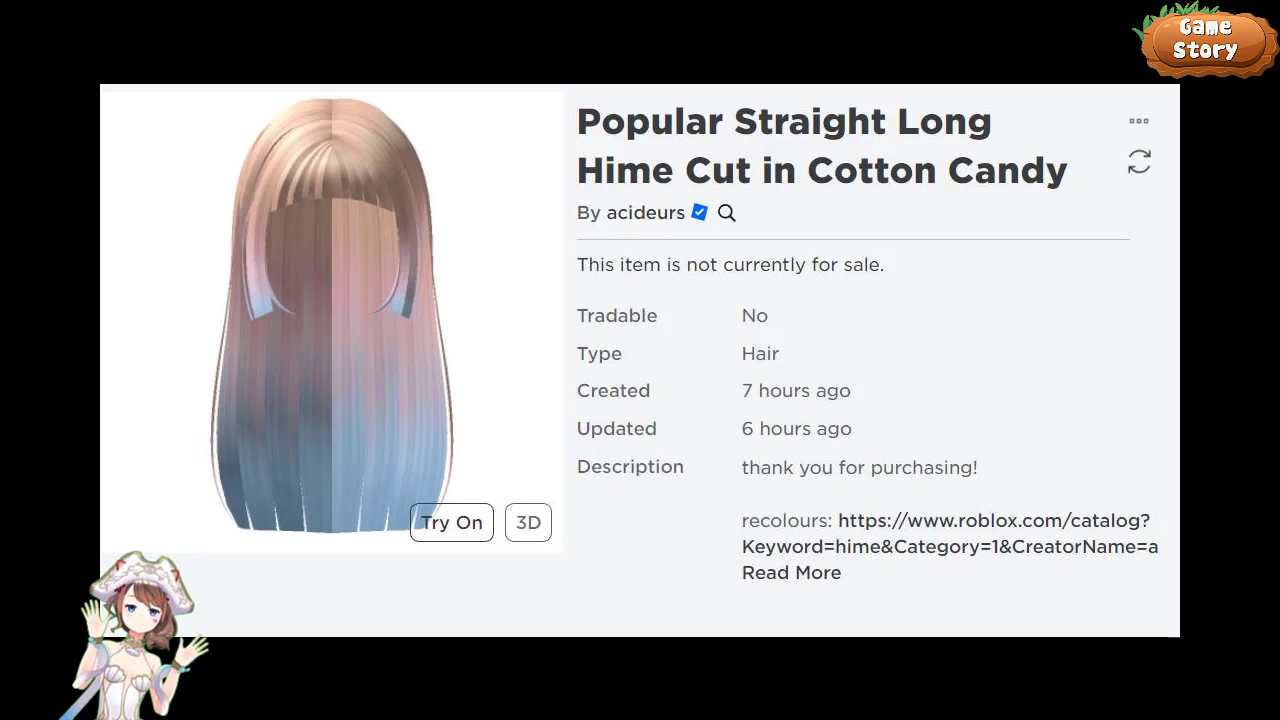 Game
Story
Popular Straight Long
Hime Cut in Cotton Candy
By acideurs
This item is not currently for sale.
Tradable No
Type Hair
Created 7 hours ago
Updated 6 hours ago
Description thank you for purchasing!
recolours: https://www.roblox.com/catalog?
Keyword=hime&Category=1&CreatorName=a
Read More
Try On 3D